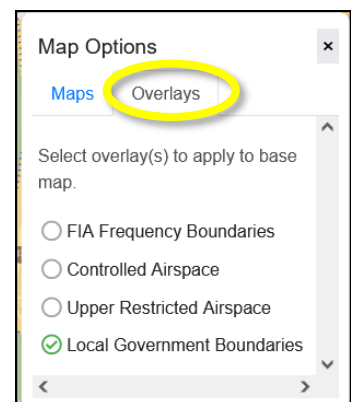 Map Options ×
Maps Overlays
Select overlay(s) to apply to base
map.
FIA Frequency Boundaries
Controlled Airspace
Upper Restricted Airspace
Local Government Boundaries